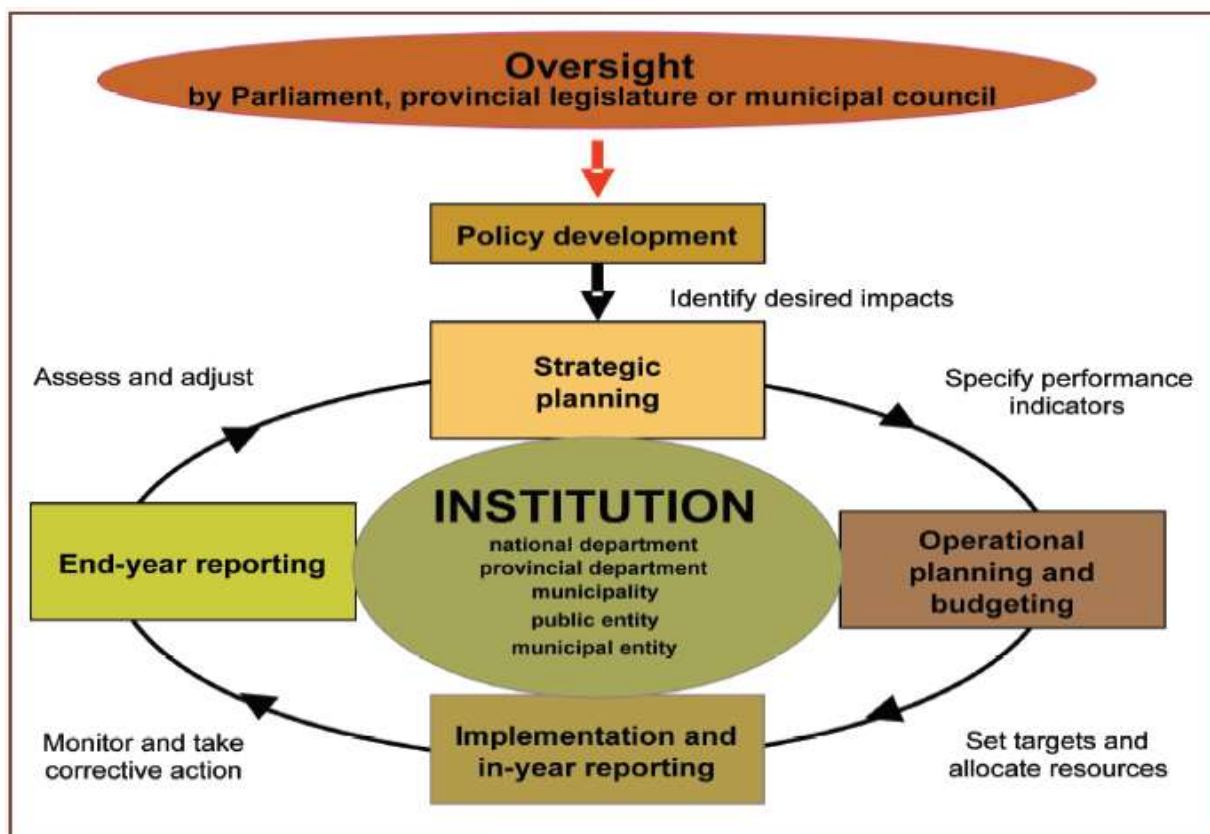 Oversight
by Parliament, provincial legislature or municipal council
Policy development
Identify desired impacts
Strategic
planning
Assess and adjust
Specify performance
indicators
INSTITUTION
national department
provincial department
municipality
public entity
municipal entity
End-year reporting
Operational
planning and
budgeting
Implementation and
in-year reporting
Monitor and take
corrective action
Set targets and
allocate resources